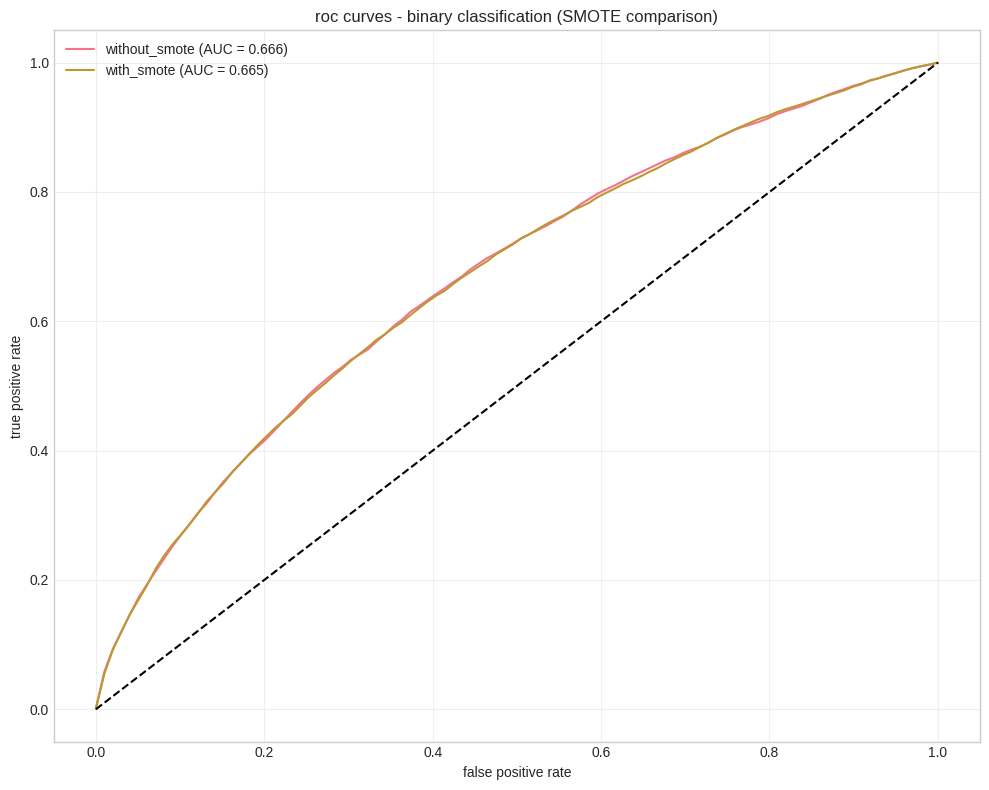 roc curves - binary classification (SMOTE comparison)
without_smote (AUC = 0.666)
with_smote (AUC = 0.665)
1.0
0.8
0.6
0.4
0.2
0.0
true positive rate
0.0 0.2 0.4 0.6 0.8 1.0
false positive rate